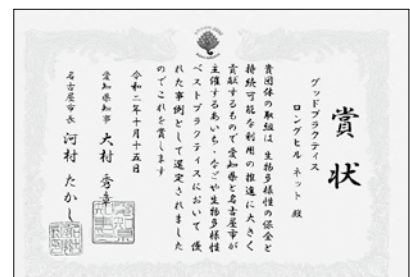 賞状
グッドプラクティス
ロングヒル ネット 殿
貴団体の取組は生物多様性の保全と
持続可能な利用の推進に大きく
貢献するもので愛知県と名古屋市が
主催するあいち・なごや生物多様性
ベストプラクティスにおいて優
れた事例として選定されました
のでこれを賞します
令和二年十月十五日
愛知県知事 大村 秀章
名古屋市長 河村 たかし